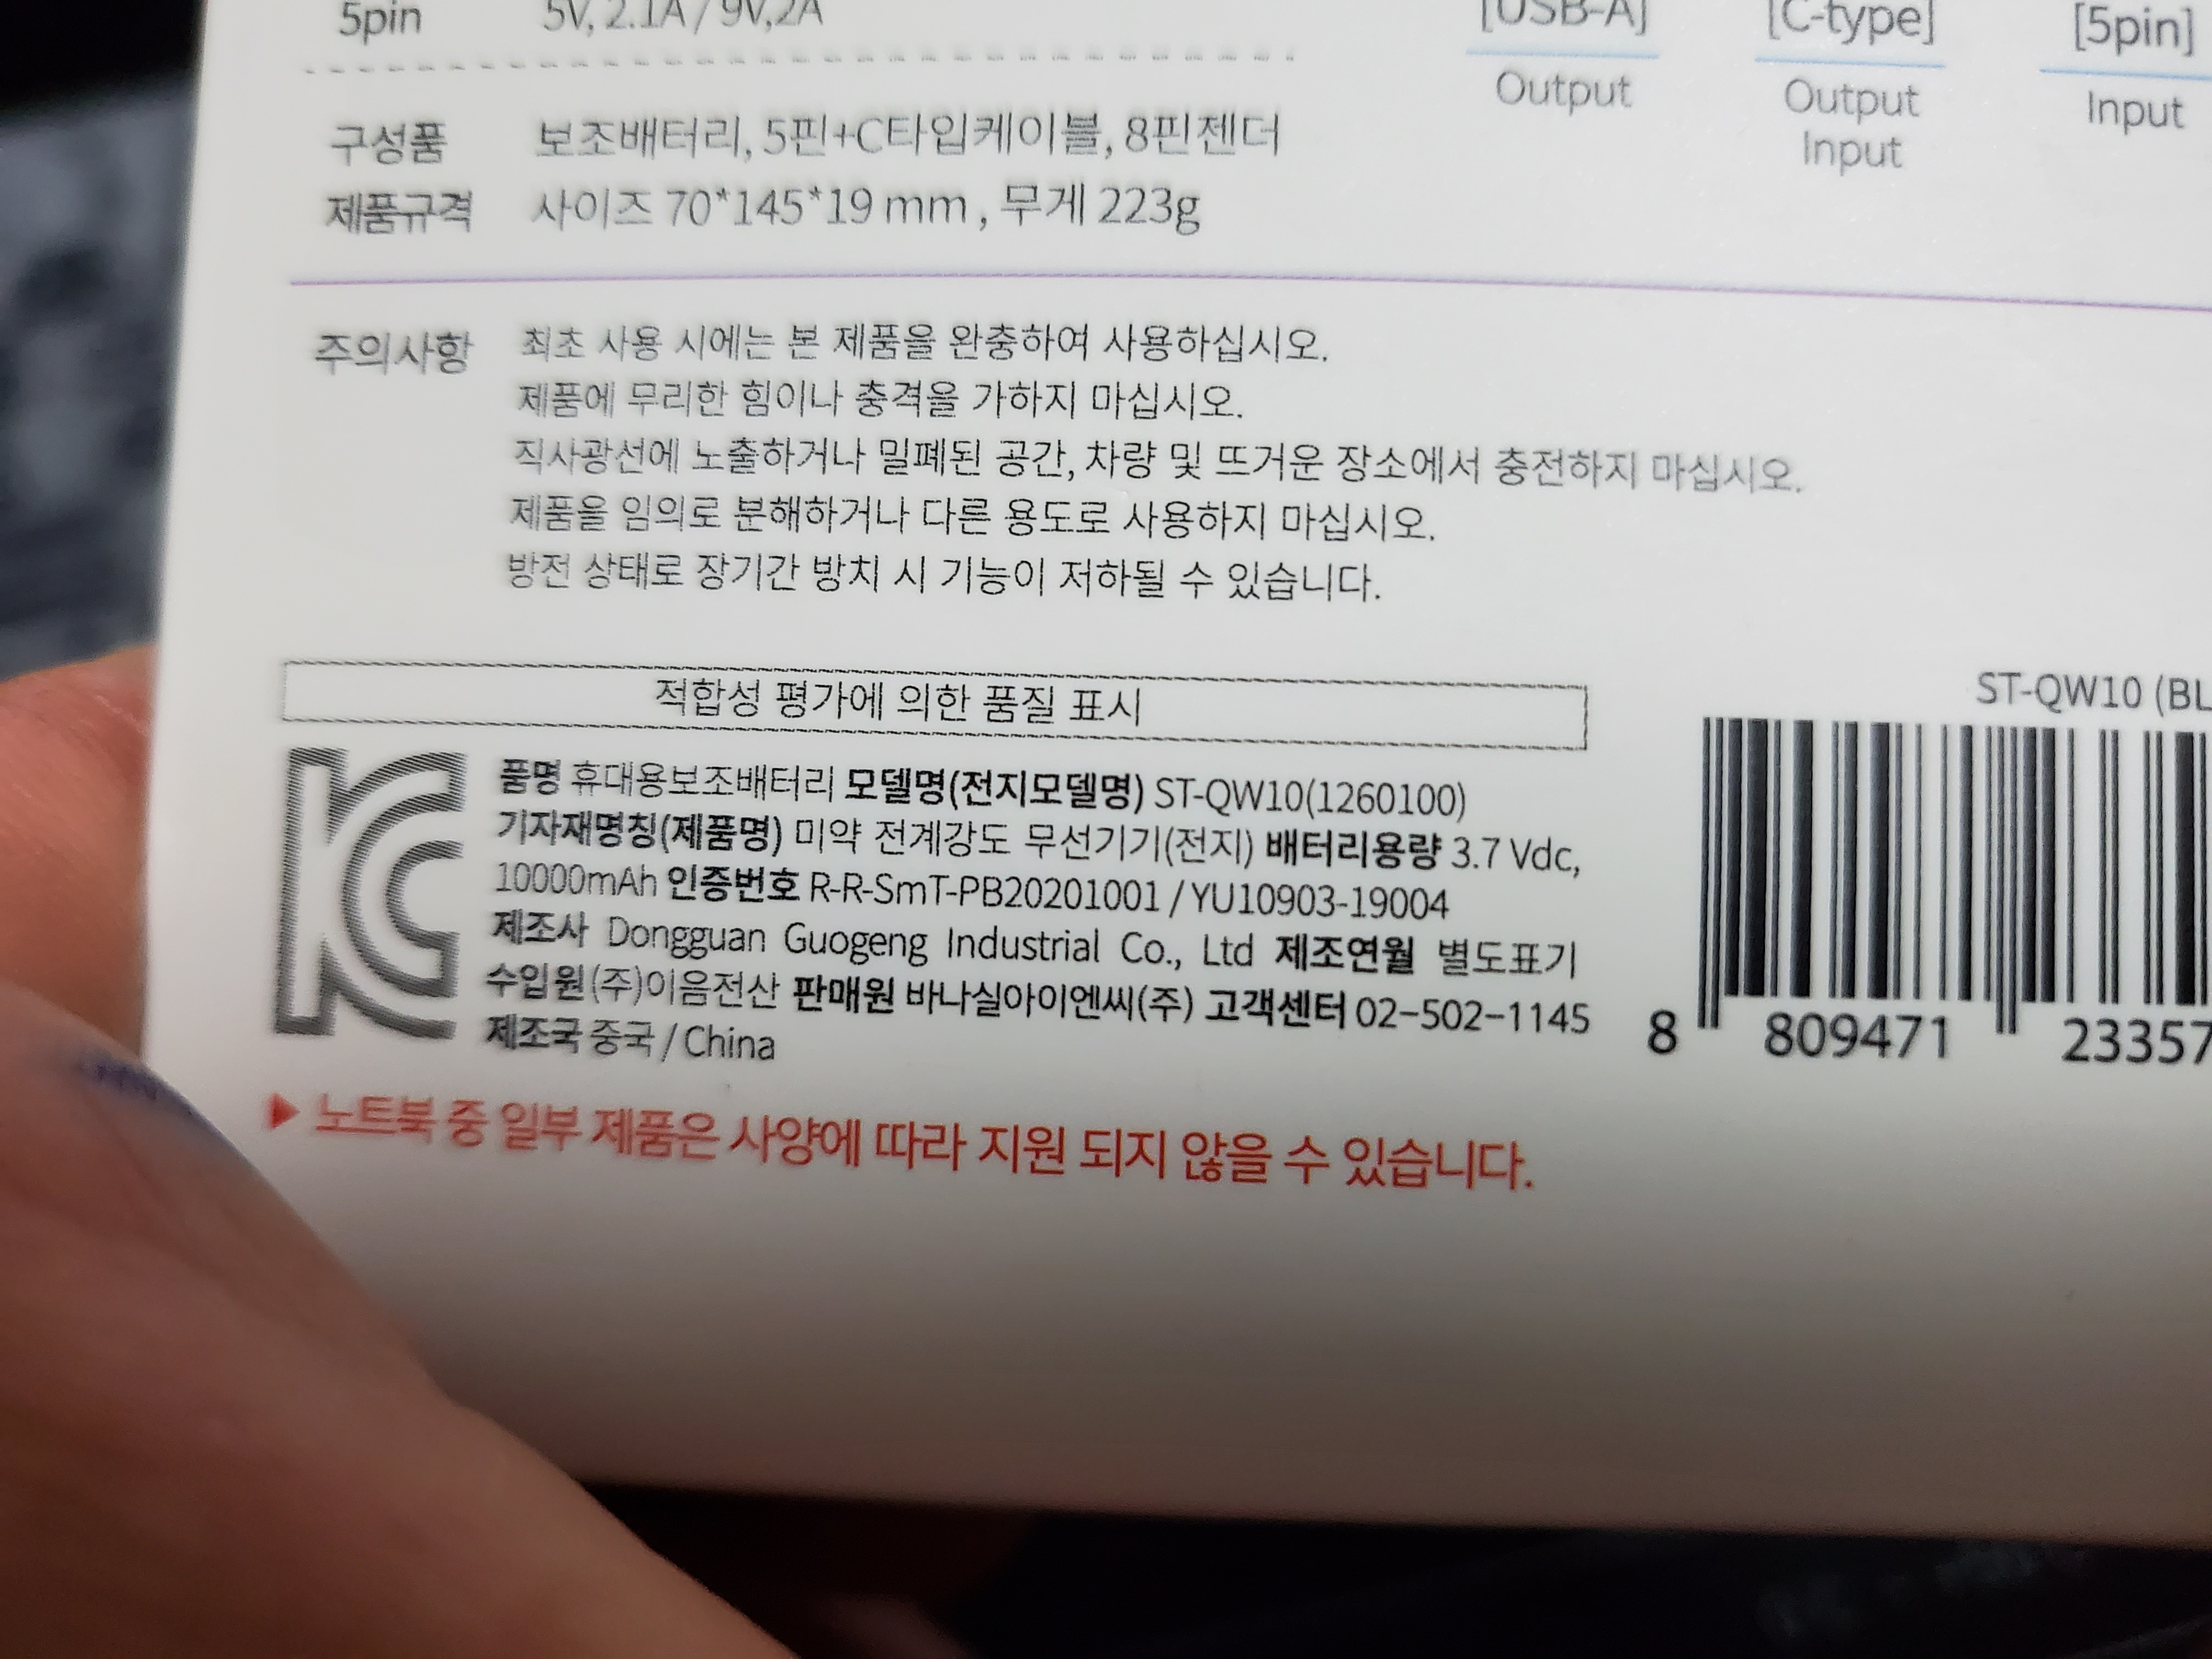 5pin 5V, 2.1A / 9V,2A
[USB-A] [C-type] [5pin]
Output Output Input
Input
구성품 보조배터리, 5핀+C타입케이블, 8핀젠더
제품규격 사이즈 70*145*19 mm , 무게 223g
주의사항 최초 사용 시에는 본 제품을 완충하여 사용하십시오.
제품에 무리한 힘이나 충격을 가하지 마십시오.
직사광선에 노출하거나 밀폐된 공간, 차량 및 뜨거운 장소에서 충전하지 마십시오.
제품을 임의로 분해하거나 다른 용도로 사용하지 마십시오.
방전 상태로 장기간 방치 시 기능이 저하될 수 있습니다.
적합성 평가에 의한 품질 표시
품명 휴대용보조배터리 모델명(전지모델명) ST-QW10(1260100)
기자재명칭(제품명) 미약 전계강도 무선기기(전지) 배터리용량 3.7 Vdc,
10000mAh 인증번호 R-R-SmT-PB20201001 / YU10903-19004
제조사 Dongguan Guogeng Industrial Co., Ltd 제조연월 별도표기
수입원(주)이음전산 판매원 바나실아이엔씨(주) 고객센터 02-502-1145
제조국 중국 / China
▶ 노트북 중 일부 제품은 사양에 따라 지원 되지 않을 수 있습니다.
ST-QW10 (BL
8 809471 23357